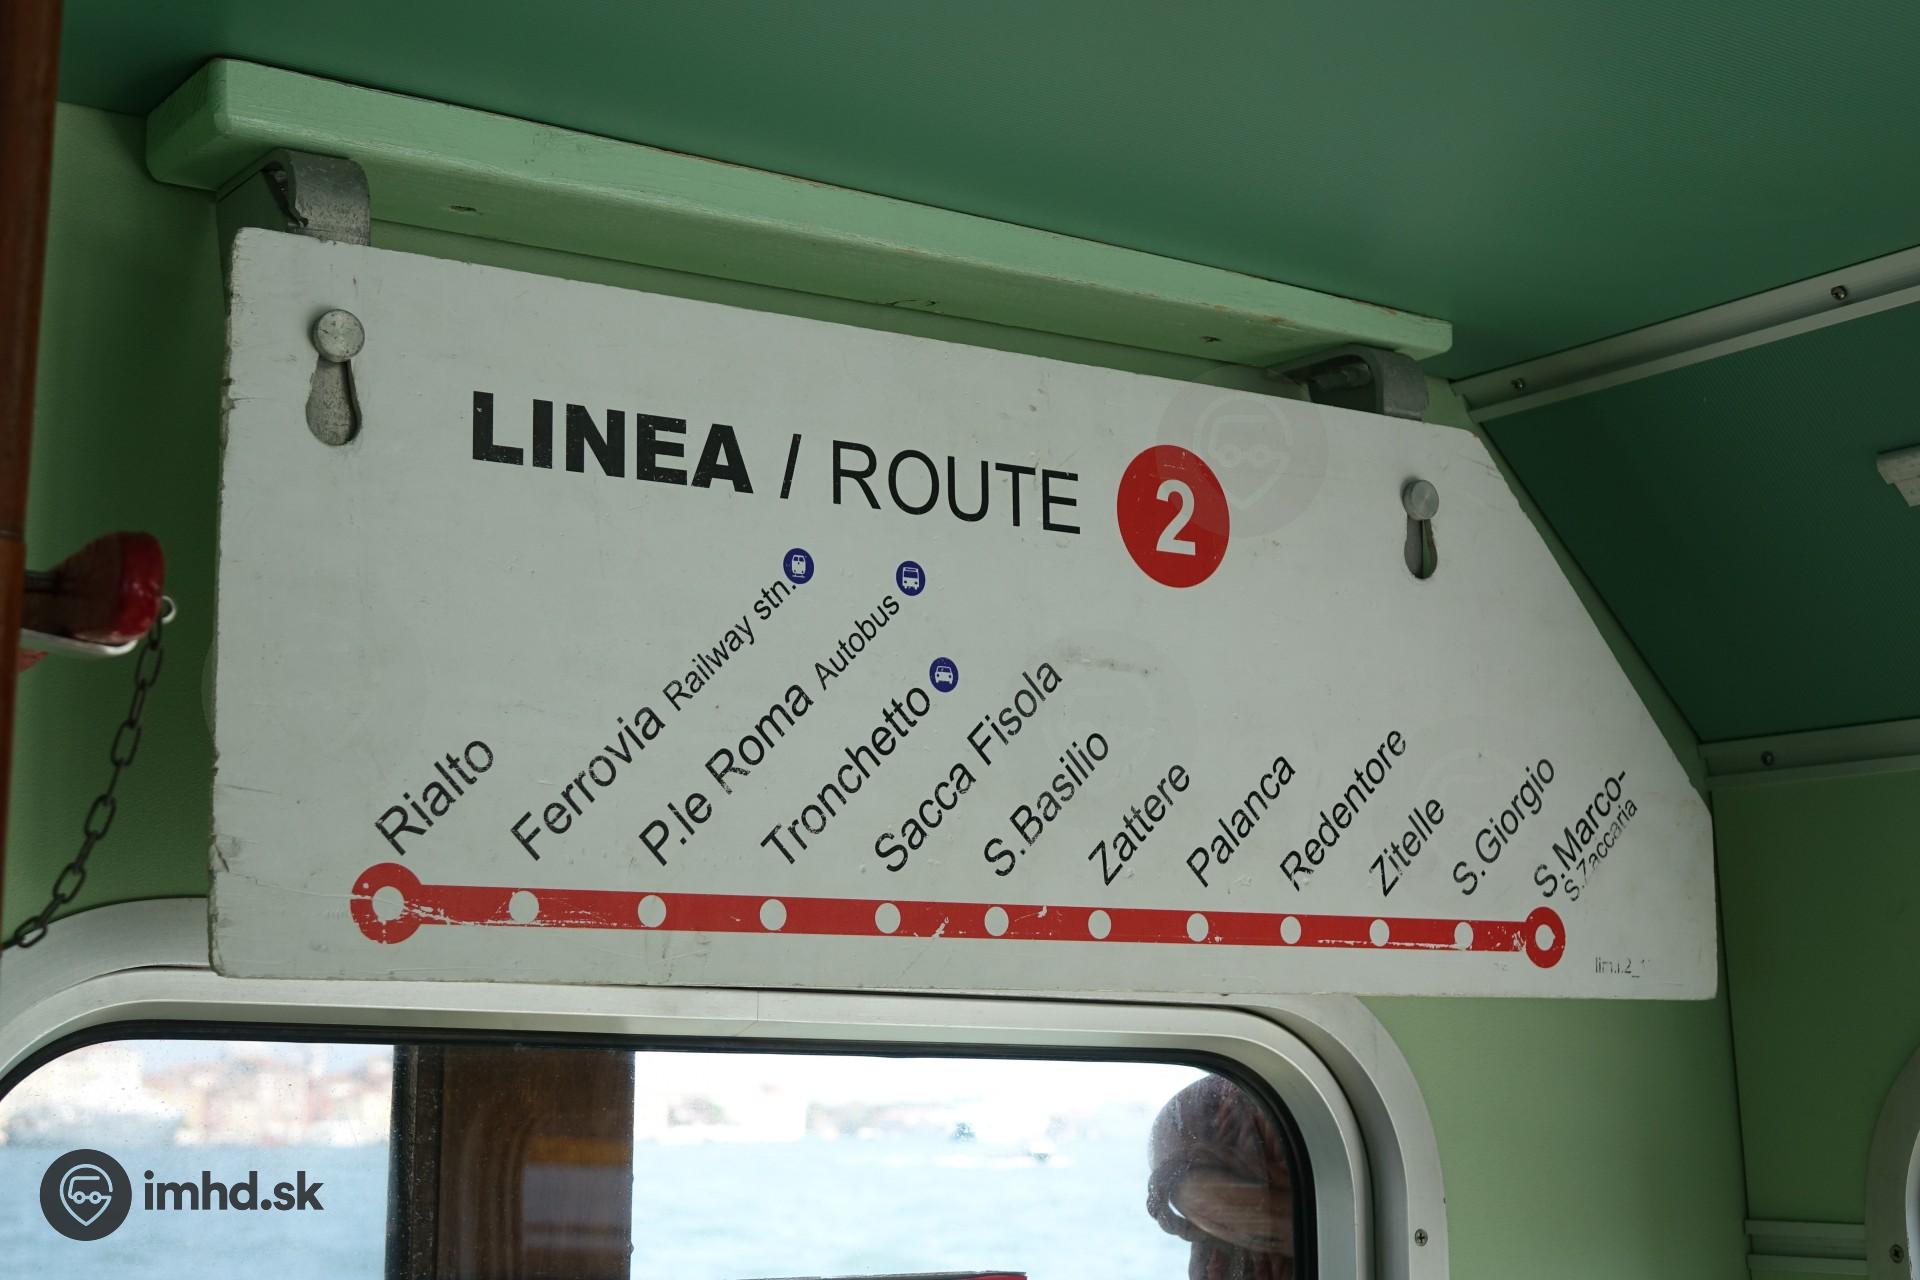 LINEA / ROUTE 2
Rialto
Ferrovia Railway stn.
P.le Roma Autobus
Tronchetto
Sacca Fisola
S.Basilio
Zattere
Palanca
Redentore
Zitelle
S.Giorgio
S.Marco-
S.Zaccaria
imhd.sk